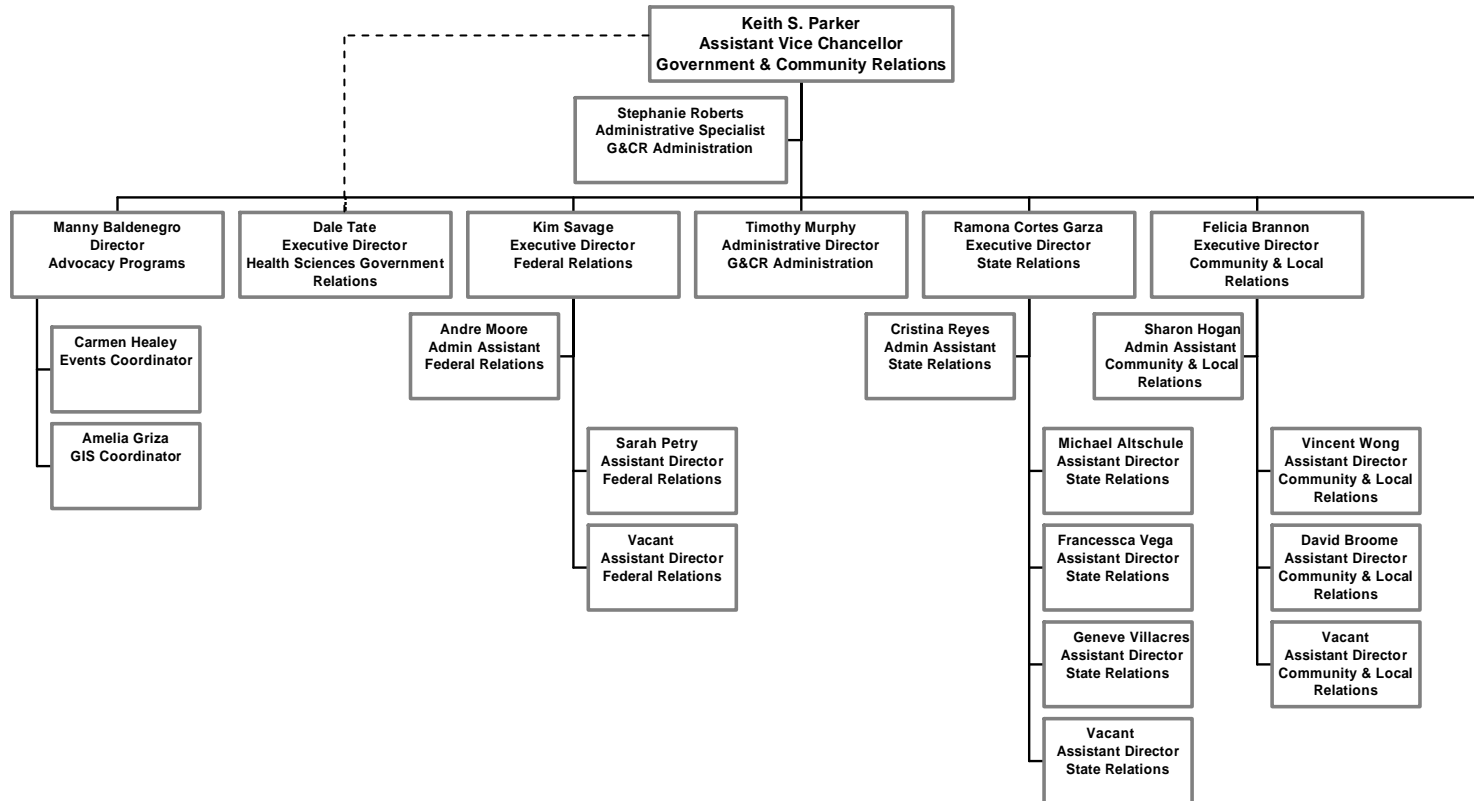 Keith S. Parker
Assistant Vice Chancellor
Government & Community Relations
Stephanie Roberts
Administrative Specialist
G&CR Administration
Manny Baldenegro
Director
Advocacy Programs
Dale Tate
Executive Director
Health Sciences Government
Relations
Kim Savage
Executive Director
Federal Relations
Timothy Murphy
Administrative Director
G&CR Administration
Ramona Cortes Garza
Executive Director
State Relations
Felicia Brannon
Executive Director
Community & Local
Relations
Carmen Healey
Events Coordinator
Amelia Griza
GIS Coordinator
Andre Moore
Admin Assistant
Federal Relations
Sarah Petry
Assistant Director
Federal Relations
Vacant
Assistant Director
Federal Relations
Cristina Reyes
Admin Assistant
State Relations
Michael Altschule
Assistant Director
State Relations
Francessca Vega
Assistant Director
State Relations
Geneve Villacres
Assistant Director
State Relations
Vacant
Assistant Director
State Relations
Sharon Hogan
Admin Assistant
Community & Local
Relations
Vincent Wong
Assistant Director
Community & Local
Relations
David Broome
Assistant Director
Community & Local
Relations
Vacant
Assistant Director
Community & Local
Relations